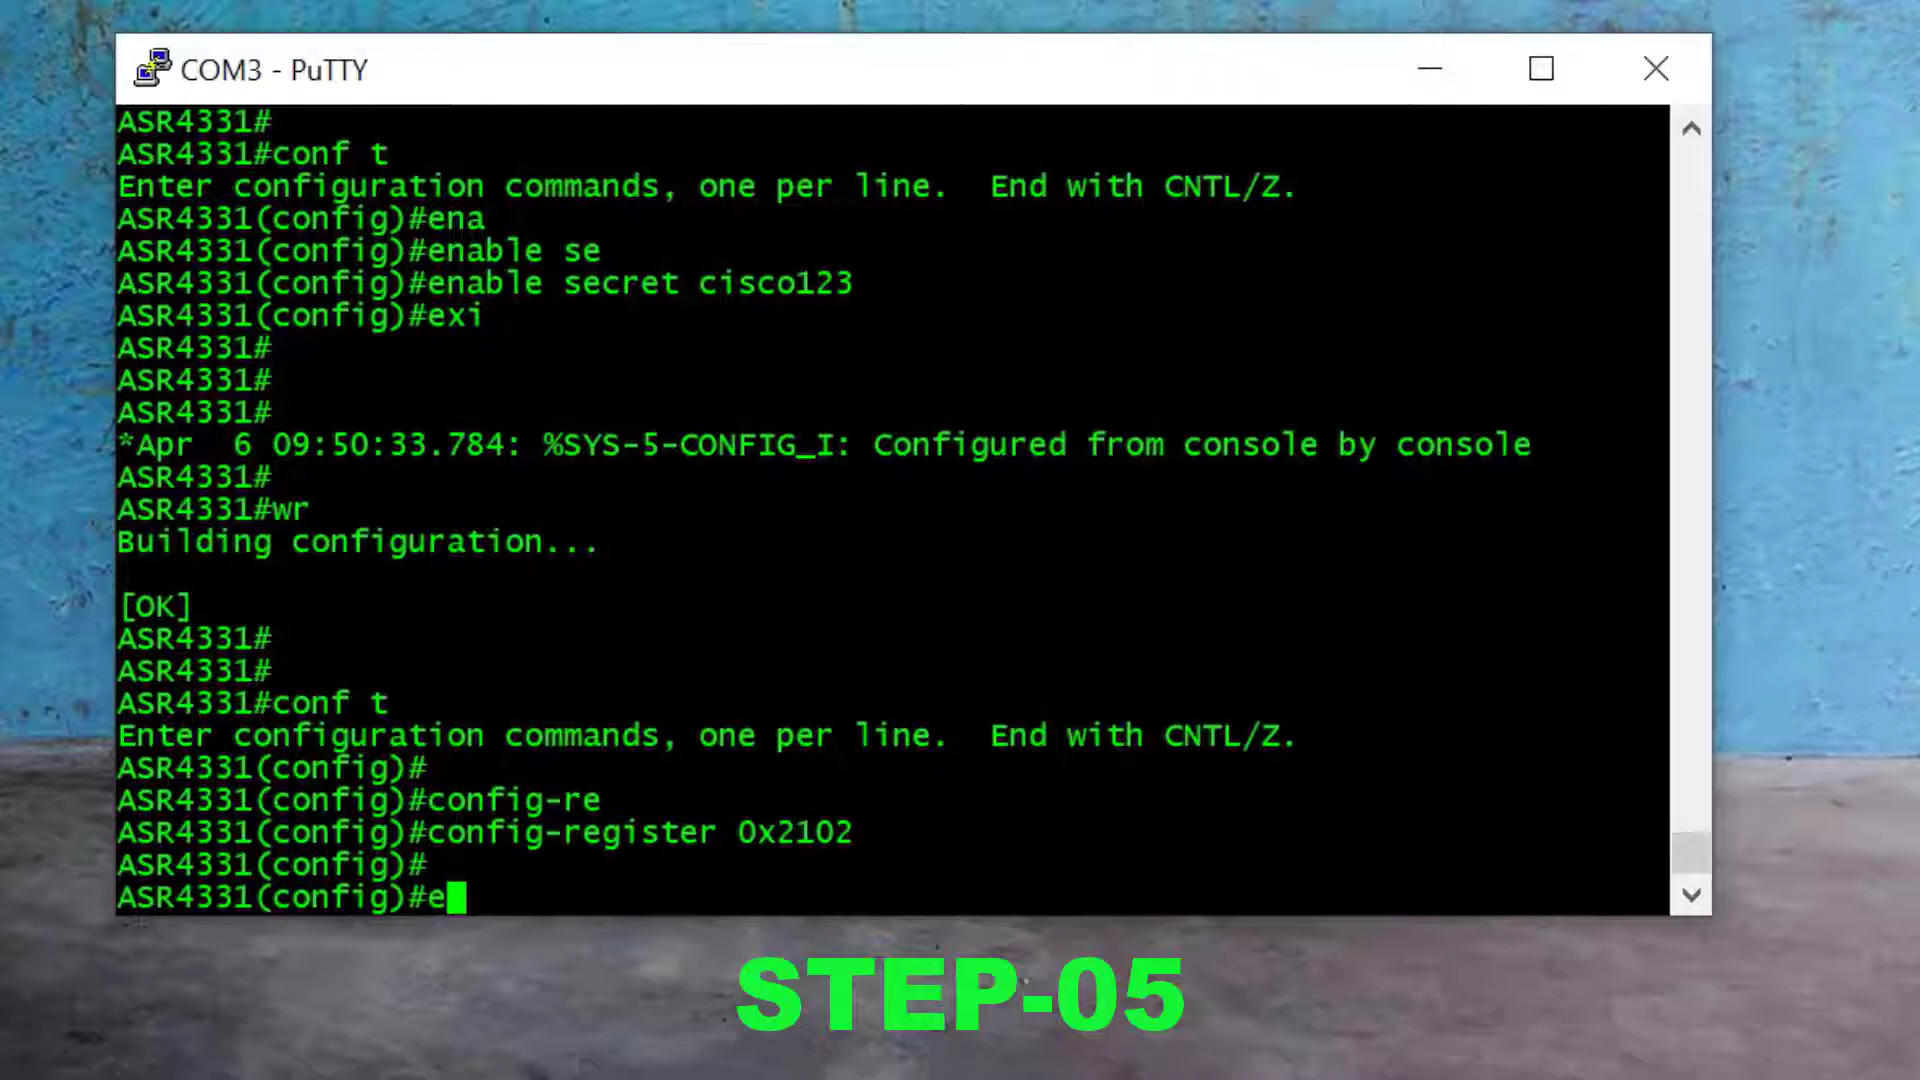 COM3 - PuTTY
ASR4331#
ASR4331#conf t
Enter configuration commands, one per line.  End with CNTL/Z.
ASR4331(config)#ena
ASR4331(config)#enable se
ASR4331(config)#enable secret cisco123
ASR4331(config)#exi
ASR4331#
ASR4331#
ASR4331#
*Apr  6 09:50:33.784: %SYS-5-CONFIG_I: Configured from console by console
ASR4331#
ASR4331#wr
Building configuration...
[OK]
ASR4331#
ASR4331#
ASR4331#conf t
Enter configuration commands, one per line.  End with CNTL/Z.
ASR4331(config)#
ASR4331(config)#config-re
ASR4331(config)#config-register 0x2102
ASR4331(config)#
ASR4331(config)#e
STEP-05